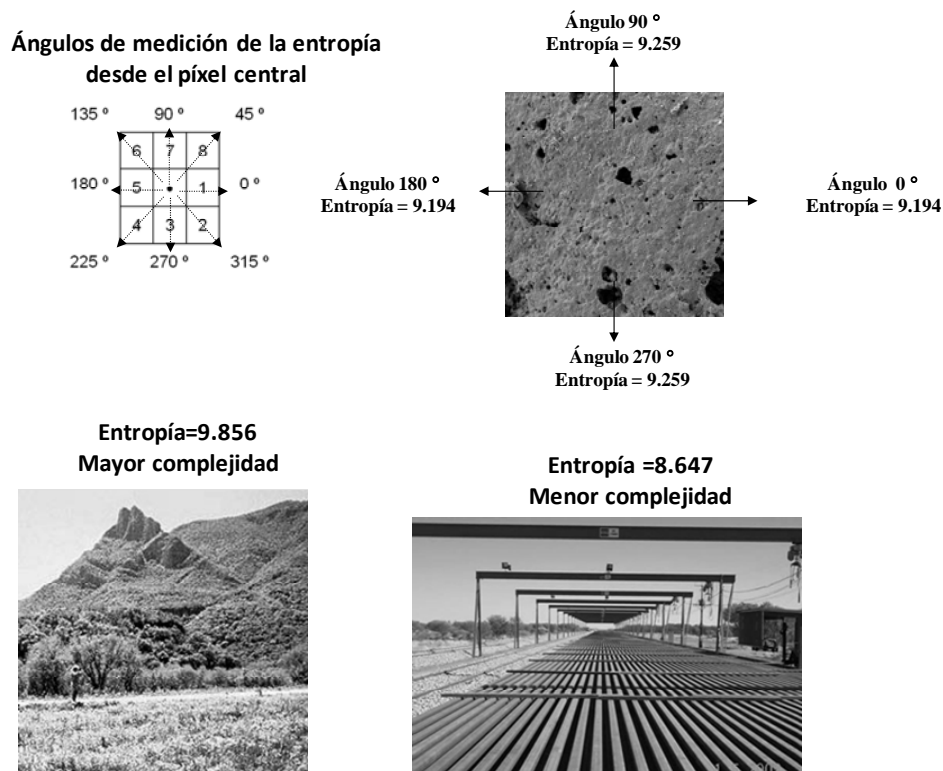 Ángulos de medición de la entropía
desde el píxel central
135 º
90 º
45 º
6
7
8
180 º
5
1
0 º
4
3
2
225 º
270 º
315 º
Ángulo 90 °
Entropía = 9.259
Ángulo 180 °
Entropía = 9.194
Ángulo 0 °
Entropía = 9.194
Ángulo 270 °
Entropía = 9.259
Entropía=9.856
Mayor complejidad
Entropía =8.647
Menor complejidad